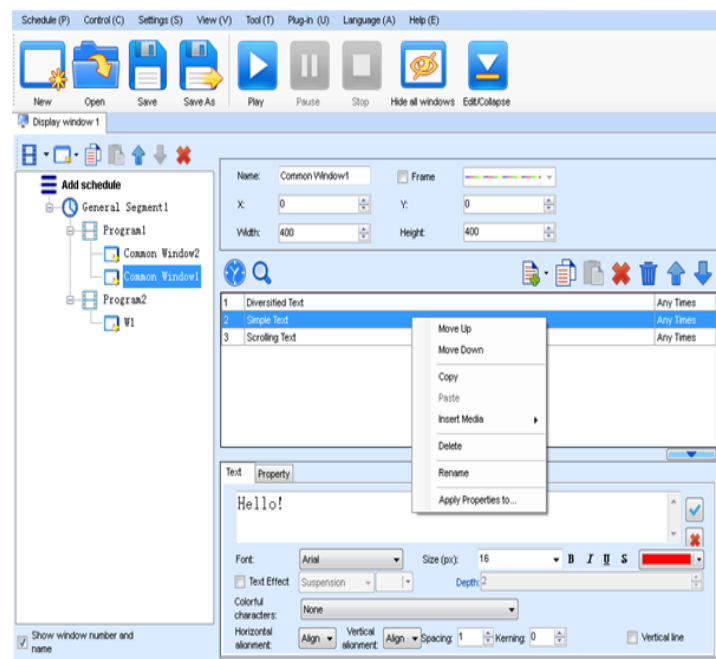 Schedule (P) Control (C) Settings (S) View (V) Tool (T) Plug-in (U) Language (A) Help (E)
New Open Save Save As Play Pause Stop Hide all windows Edit/Collapse
Display window 1
Add schedule
General Segment1
Program1
Common Window2
Common Window1
Program2
W1
Show window number and name
Name: Common Window1 Frame
X: 0 Y: 0
Width: 400 Height: 400
1 Diversified Text Any Times
2 Simple Text Any Times
3 Scrolling Text Any Times
Move Up
Move Down
Copy
Paste
Insert Media
Delete
Rename
Apply Properties to...
Text Property
Hello!
Font: Arial Size (px): 16 B I U S
Text Effect Suspension Depth: 2
Colorful characters: None
Horizontal alignment: Align Vertical alignment: Align Spacing: 1 Kerning: 0 Vertical line